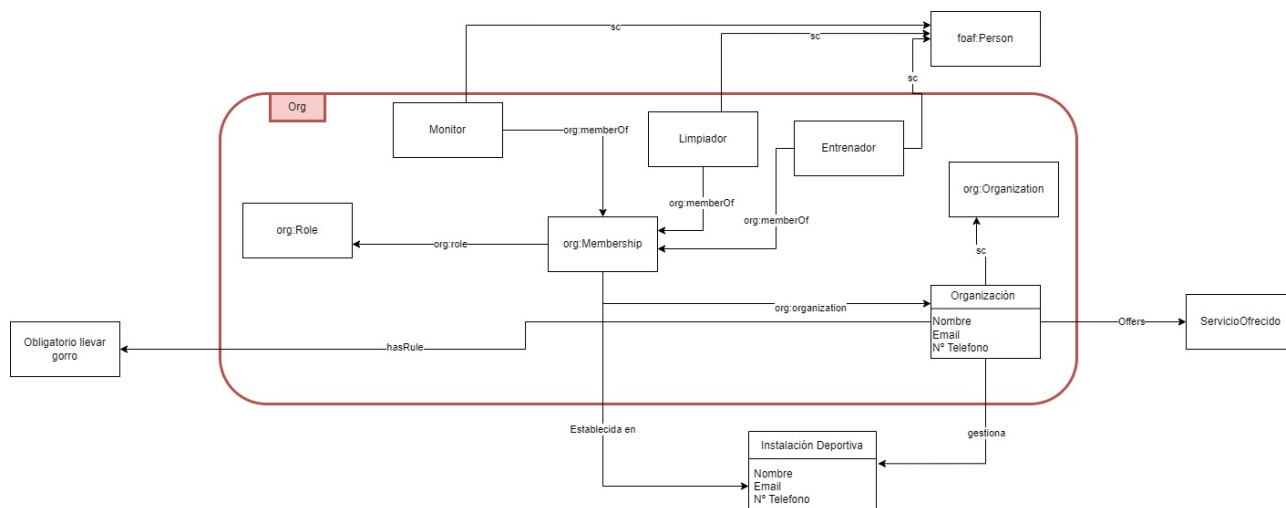 sc
foaf:Person
sc
sc
Org
Monitor
org:memberOf
Limpiador
Entrenador
org:Organization
org:memberOf
org:memberOf
org:Role
org:role
org:Membership
sc
Organización
org:organization
Nombre
Email
Nº Telefono
Offers
ServicioOfrecido
Obligatorio llevar
gorro
hasRule
Establecida en
gestiona
Instalación Deportiva
Nombre
Email
Nº Telefono